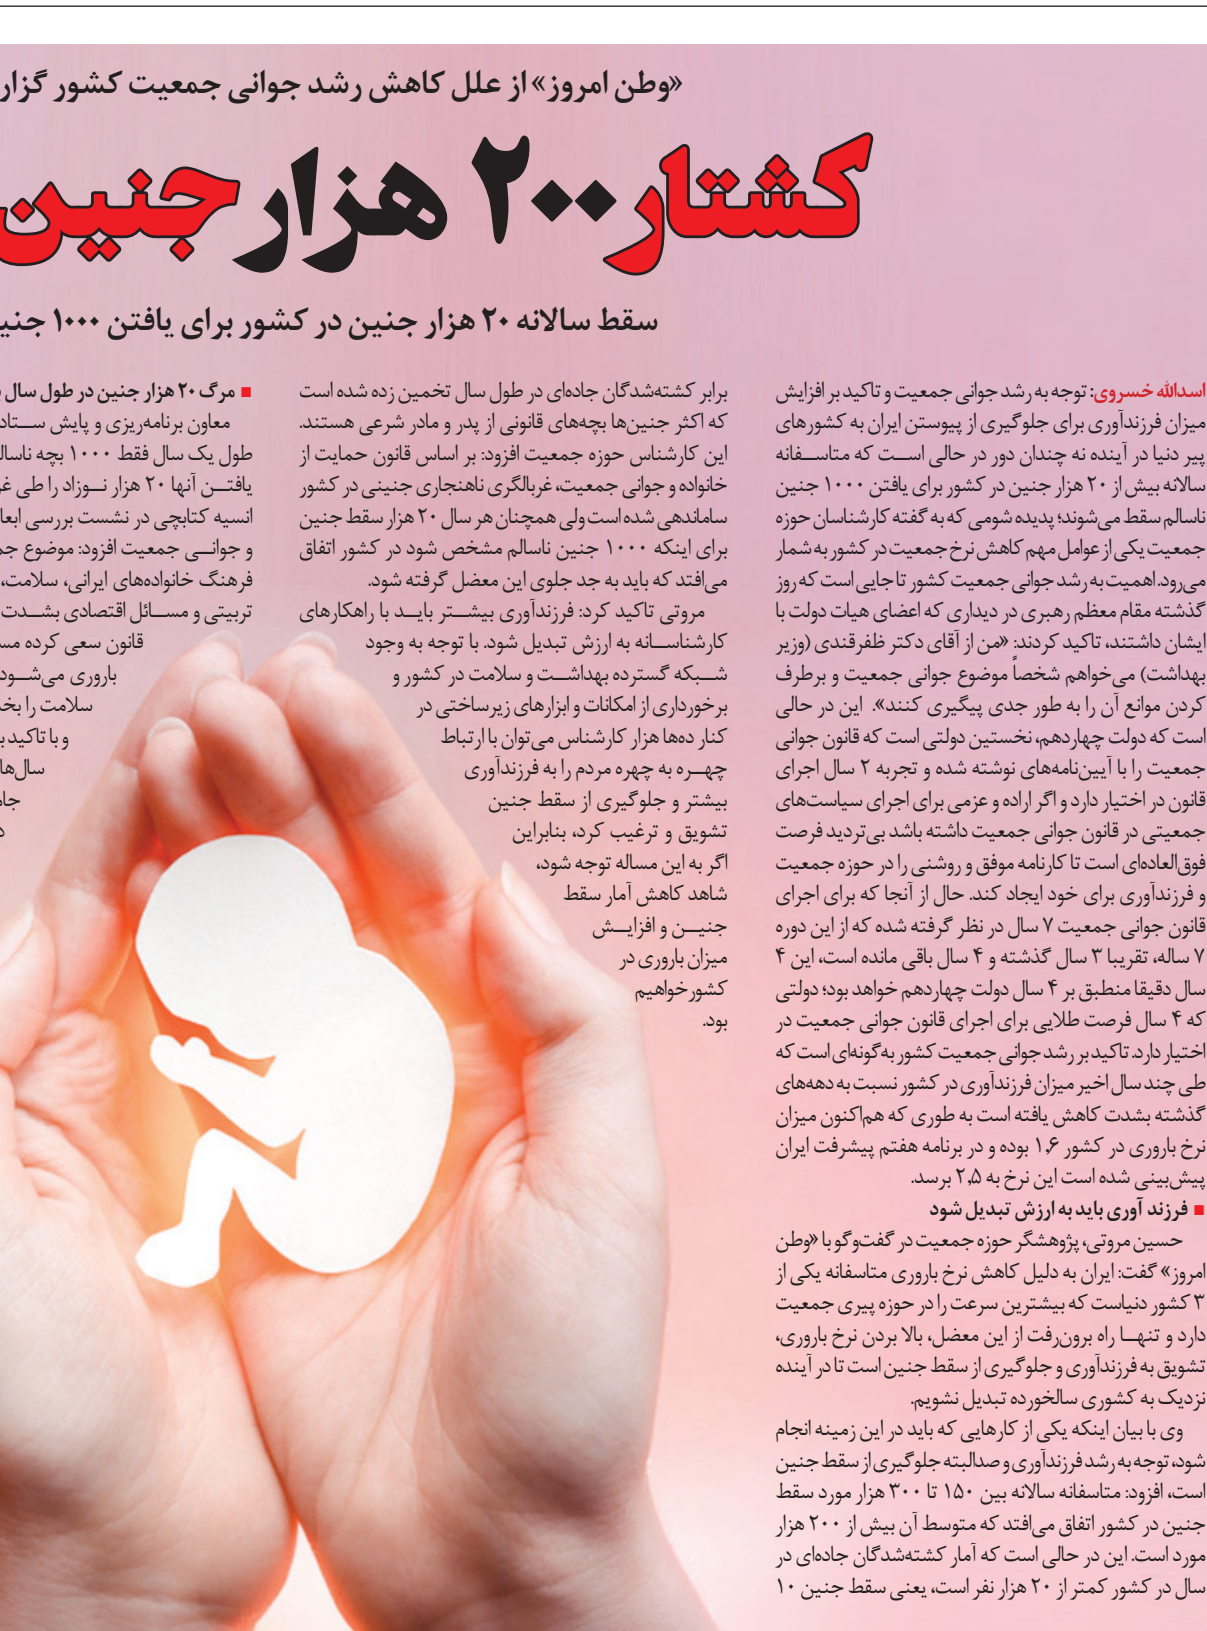 «وطن امروز» از علل کاهش رشد جوانی جمعیت کشور گزار
کشتار ۲۰۰ هزار جنین
سقط سالانه ۲۰ هزار جنین در کشور برای یافتن ۱۰۰۰ جنی
اسدالله خسروی: توجه به رشد جوانی جمعیت و تاکید بر افزایش
میزان فرزندآوری برای جلوگیری از پیوستن ایران به کشورهای
پیر دنیا در آینده نه چندان دور در حالی است که متاسفانه
سالانه بیش از ۲۰ هزار جنین در کشور برای یافتن ۱۰۰۰ جنین
ناسالم سقط می‌شوند؛ پدیده شومی که به گفته کارشناسان حوزه
جمعیت یکی از عوامل مهم کاهش نرخ جمعیت در کشور به شمار
می‌رود. اهمیت به رشد جوانی جمعیت کشور تا جایی است که روز
گذشته مقام معظم رهبری در دیداری که اعضای هیات دولت با
ایشان داشتند، تاکید کردند: «من از آقای دکتر ظفرقندی (وزیر
بهداشت) می‌خواهم شخصاً موضوع جوانی جمعیت و برطرف
کردن موانع آن را به طور جدی پیگیری کنند». این در حالی
است که دولت چهاردهم، نخستین دولتی است که قانون جوانی
جمعیت را با آیین‌نامه‌های نوشته شده و تجربه ۲ سال اجرای
قانون در اختیار دارد و اگر اراده و عزمی برای اجرای سیاست‌های
جمعیتی در قانون جوانی جمعیت داشته باشد بی‌تردید فرصت
فوق‌العاده‌ای است تا کارنامه موفق و روشنی را در حوزه جمعیت
و فرزندآوری برای خود ایجاد کند. حال از آنجا که برای اجرای
قانون جوانی جمعیت ۷ سال در نظر گرفته شده که از این دوره
۷ ساله، تقریبا ۳ سال گذشته و ۴ سال باقی مانده است، این ۴
سال دقیقا منطبق بر ۴ سال دولت چهاردهم خواهد بود؛ دولتی
که ۴ سال فرصت طلایی برای اجرای قانون جوانی جمعیت در
اختیار دارد. تاکید بر رشد جوانی جمعیت کشور به گونه‌ای است که
طی چند سال اخیر میزان فرزندآوری در کشور نسبت به دهه‌های
گذشته بشدت کاهش یافته است به طوری که هم‌اکنون میزان
نرخ باروری در کشور ۱٫۶ بوده و در برنامه هفتم پیشرفت ایران
پیش‌بینی شده است این نرخ به ۲٫۵ برسد.
■ فرزند آوری باید به ارزش تبدیل شود
حسین مروتی، پژوهشگر حوزه جمعیت در گفت‌وگو با «وطن
امروز» گفت: ایران به دلیل کاهش نرخ باروری متاسفانه یکی از
۳ کشور دنیاست که بیشترین سرعت را در حوزه پیری جمعیت
دارد و تنها راه برون‌رفت از این معضل، بالا بردن نرخ باروری،
تشویق به فرزندآوری و جلوگیری از سقط جنین است تا در آینده
نزدیک به کشوری سالخورده تبدیل نشویم.
وی با بیان اینکه یکی از کارهایی که باید در این زمینه انجام
شود، توجه به رشد فرزندآوری و صدالبته جلوگیری از سقط جنین
است، افزود: متاسفانه سالانه بین ۱۵۰ تا ۳۰۰ هزار مورد سقط
جنین در کشور اتفاق می‌افتد که متوسط آن بیش از ۲۰۰ هزار
مورد است. این در حالی است که آمار کشته‌شدگان جاده‌ای در
سال در کشور کمتر از ۲۰ هزار نفر است، یعنی سقط جنین ۱۰
برابر کشته‌شدگان جاده‌ای در طول سال تخمین زده شده است
که اکثر جنین‌ها بچه‌های قانونی از پدر و مادر شرعی هستند.
این کارشناس حوزه جمعیت افزود: بر اساس قانون حمایت از
خانواده و جوانی جمعیت، غربالگری ناهنجاری جنینی در کشور
ساماندهی شده است ولی همچنان هر سال ۲۰ هزار سقط جنین
برای اینکه ۱۰۰۰ جنین ناسالم مشخص شود در کشور اتفاق
می‌افتد که باید به جد جلوی این معضل گرفته شود.
مروتی تاکید کرد: فرزندآوری بیشتر باید با راهکارهای
کارشناسانه به ارزش تبدیل شود. با توجه به وجود
شبکه گسترده بهداشت و سلامت در کشور و
برخورداری از امکانات و ابزارهای زیرساختی در
کنار ده‌ها هزار کارشناس می‌توان با ارتباط
چهره به چهره مردم را به فرزندآوری
بیشتر و جلوگیری از سقط جنین
تشویق و ترغیب کرد، بنابراین
اگر به این مساله توجه شود،
شاهد کاهش آمار سقط
جنین و افزایش
میزان باروری در
کشور خواهیم
بود.
■ مرگ ۲۰ هزار جنین در طول سال
معاون برنامه‌ریزی و پایش ستاد
طول یک سال فقط ۱۰۰۰ بچه ناسال
یافتن آنها ۲۰ هزار نوزاد را طی غر
انسیه کتابچی در نشست بررسی ابعا
و جوانی جمعیت افزود: موضوع جم
فرهنگ خانواده‌های ایرانی، سلامت،
تربیتی و مسائل اقتصادی بشدت
قانون سعی کرده مس
باروری می‌شود
سلامت را بخ
و با تاکید ب
سال‌ها
جام
د